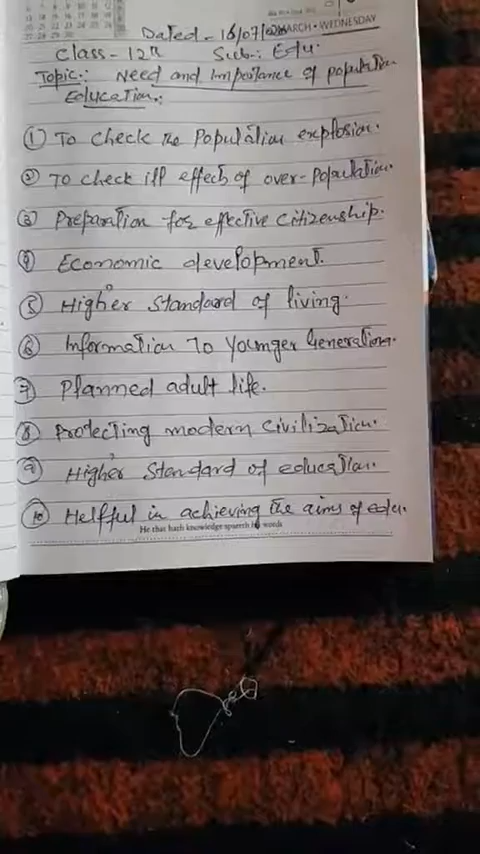 Dated - 16/07/
MARCH • WEDNESDAY
Class - 12th Sub: Edu.
Topic: Need and Importance of population
Education:
① To check the Population explosion.
② To check ill effects of over-Population.
③ Preparation for effective citizenship.
④ Economic development.
⑤ Higher Standard of living.
⑥ Information To Younger Generation.
⑦ Planned adult life.
⑧ Protecting modern Civilization.
⑨ Higher Standard of education.
⑩ Helpful in achieving the aims of edu.
He that hath knowledge spareth his words